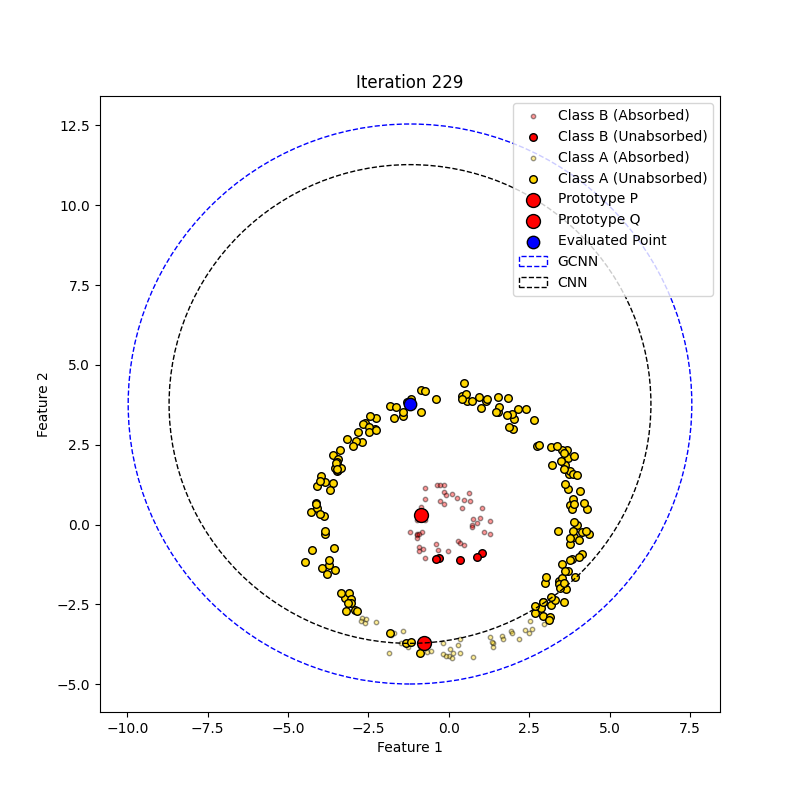 Iteration 229
Class B (Absorbed)
Class B (Unabsorbed)
Class A (Absorbed)
Class A (Unabsorbed)
Prototype P
Prototype Q
Evaluated Point
GCNN
CNN
12.5
10.0
7.5
5.0
2.5
0.0
−2.5
−5.0
Feature 2
−10.0 −7.5 −5.0 −2.5 0.0 2.5 5.0 7.5
Feature 1